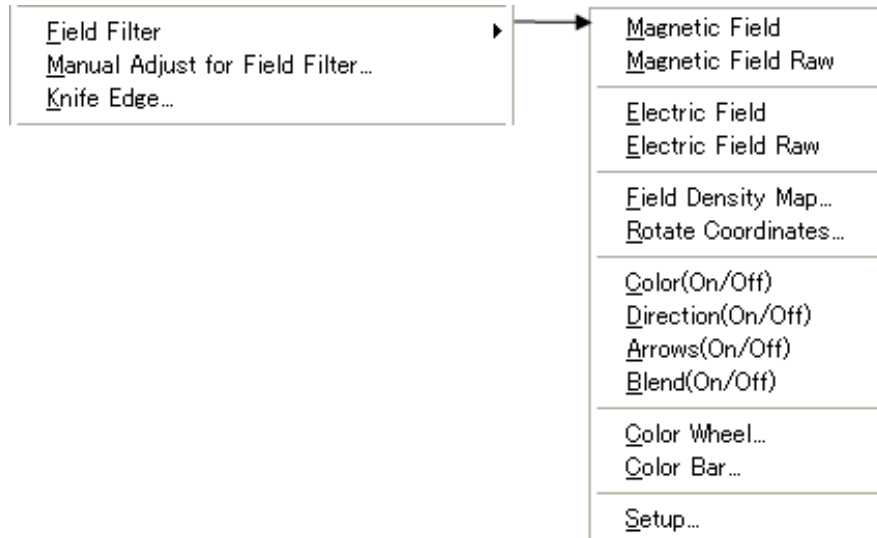 Field Filter
Manual Adjust for Field Filter...
Knife Edge...
Magnetic Field
Magnetic Field Raw
Electric Field
Electric Field Raw
Field Density Map...
Rotate Coordinates...
Color(On/Off)
Direction(On/Off)
Arrows(On/Off)
Blend(On/Off)
Color Wheel...
Color Bar...
Setup...